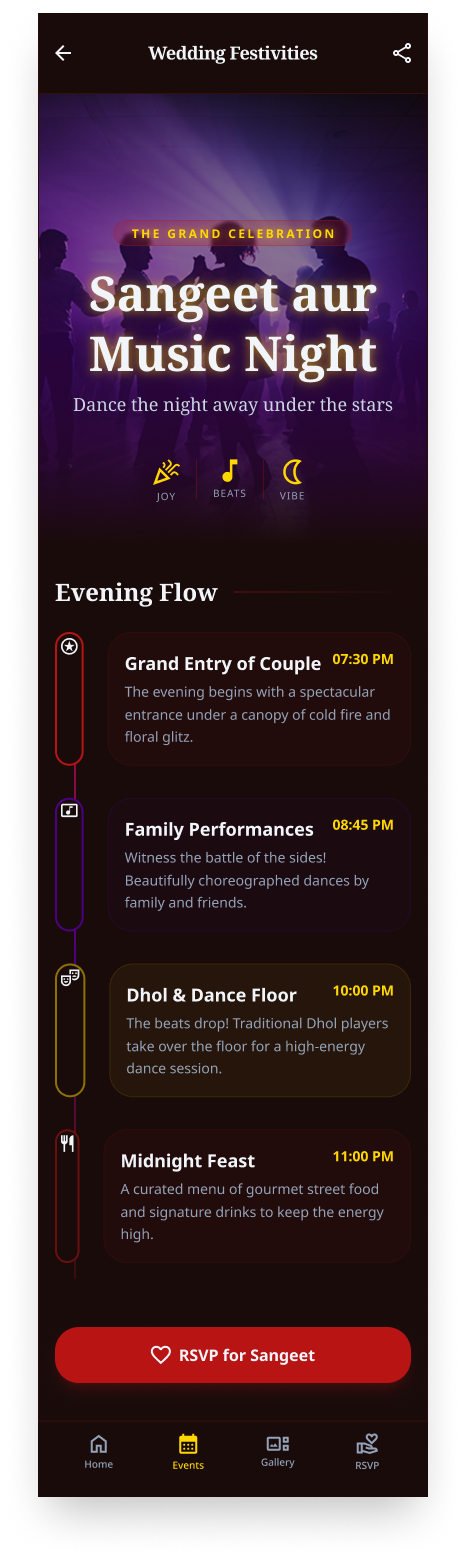 Wedding Festivities
THE GRAND CELEBRATION
Sangeet aur
Music Night
Dance the night away under the stars
JOY
BEATS
VIBE
Evening Flow
Grand Entry of Couple
07:30 PM
The evening begins with a spectacular
entrance under a canopy of cold fire and
floral glitz.
Family Performances
08:45 PM
Witness the battle of the sides!
Beautifully choreographed dances by
family and friends.
Dhol & Dance Floor
10:00 PM
The beats drop! Traditional Dhol players
take over the floor for a high-energy
dance session.
Midnight Feast
11:00 PM
A curated menu of gourmet street food
and signature drinks to keep the energy
high.
RSVP for Sangeet
Home
Events
Gallery
RSVP